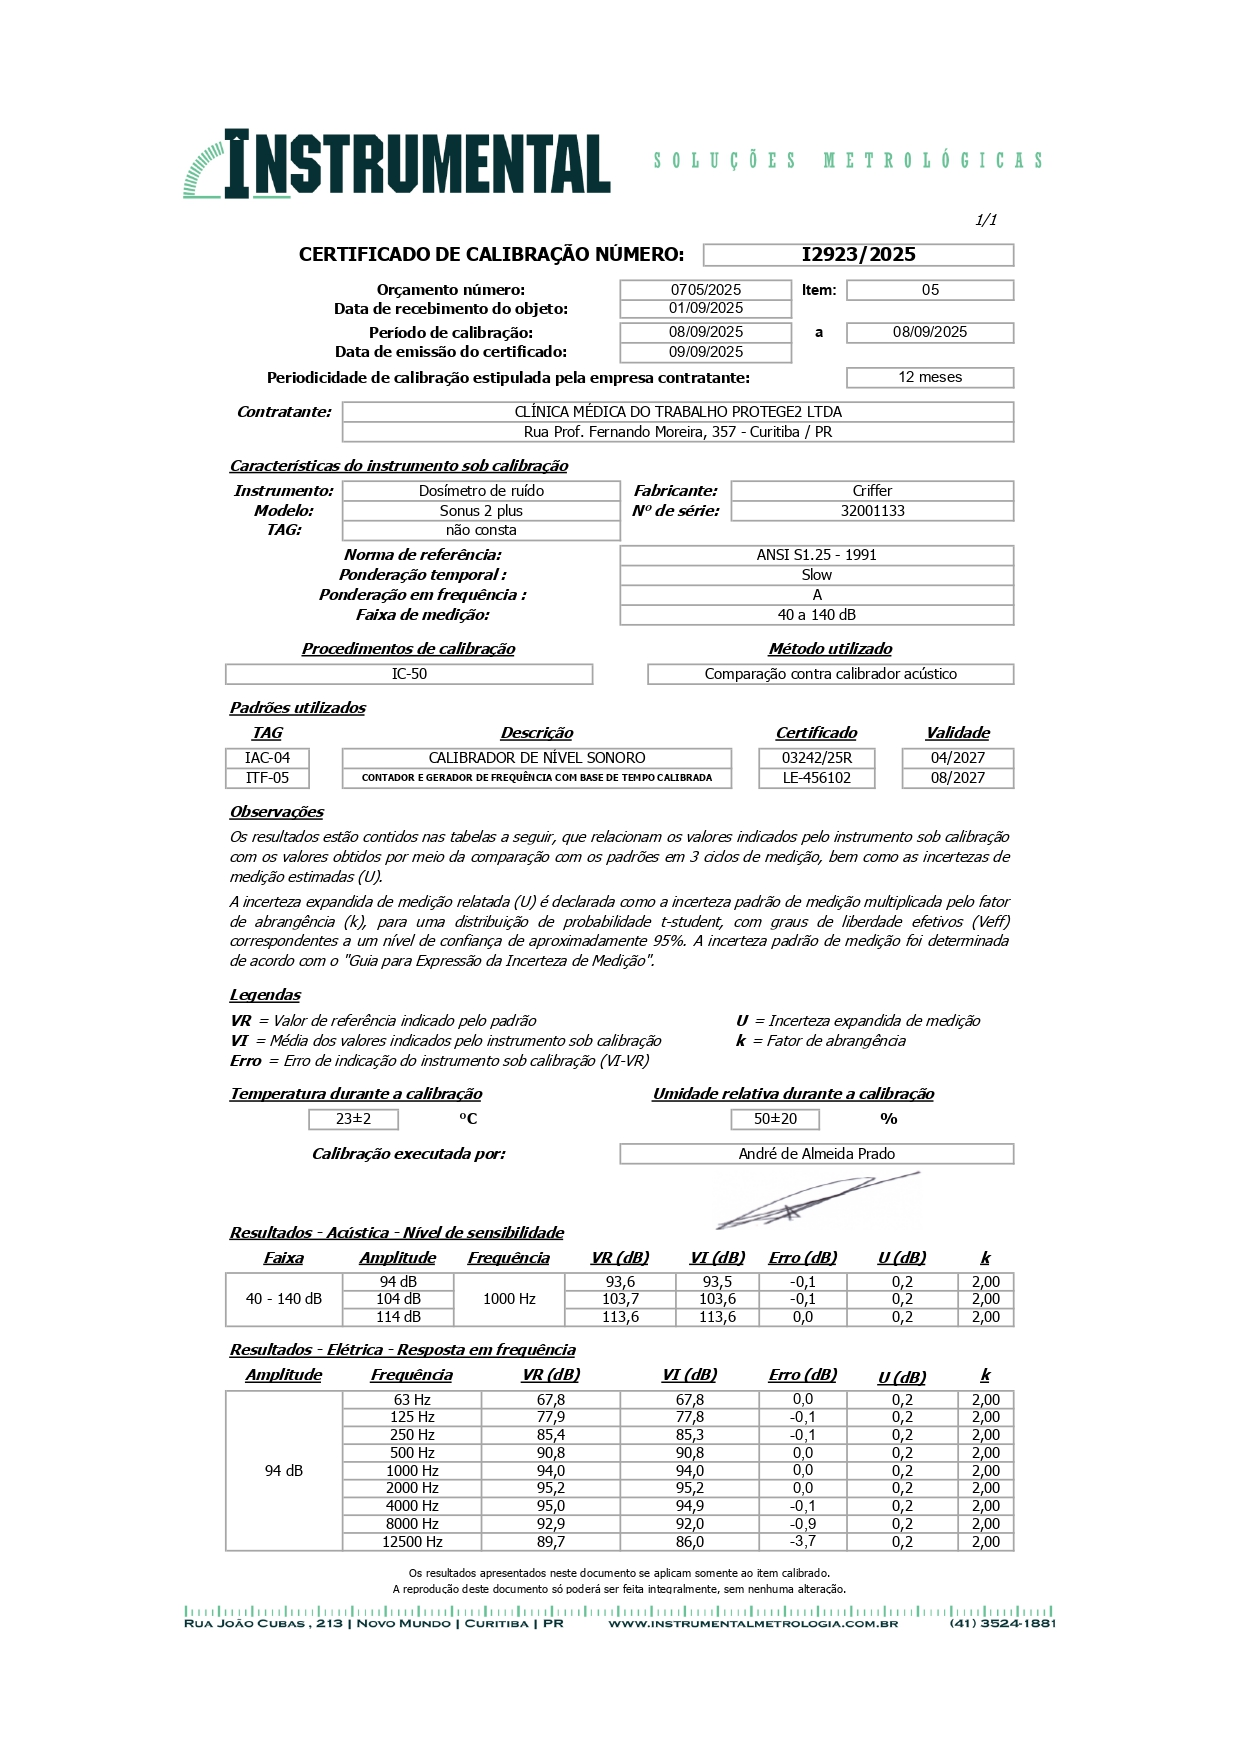 INSTRUMENTAL SOLUÇÕES METROLÓGICAS
1/1
CERTIFICADO DE CALIBRAÇÃO NÚMERO: I2923/2025
Orçamento número: 0705/2025 Item: 05
Data de recebimento do objeto: 01/09/2025
Período de calibração: 08/09/2025 a 08/09/2025
Data de emissão do certificado: 09/09/2025
Periodicidade de calibração estipulada pela empresa contratante: 12 meses
Contratante: CLÍNICA MÉDICA DO TRABALHO PROTEGE2 LTDA
Rua Prof. Fernando Moreira, 357 - Curitiba / PR
Características do instrumento sob calibração
Instrumento: Dosímetro de ruído Fabricante: Criffer
Modelo: Sonus 2 plus Nº de série: 32001133
TAG: não consta
Norma de referência: ANSI S1.25 - 1991
Ponderação temporal : Slow
Ponderação em frequência : A
Faixa de medição: 40 a 140 dB
Procedimentos de calibração Método utilizado
IC-50 Comparação contra calibrador acústico
Padrões utilizados
TAG Descrição Certificado Validade
IAC-04 CALIBRADOR DE NÍVEL SONORO 03242/25R 04/2027
ITF-05 CONTADOR E GERADOR DE FREQUÊNCIA COM BASE DE TEMPO CALIBRADA LE-456102 08/2027
Observações
Os resultados estão contidos nas tabelas a seguir, que relacionam os valores indicados pelo instrumento sob calibração
com os valores obtidos por meio da comparação com os padrões em 3 ciclos de medição, bem como as incertezas de
medição estimadas (U).
A incerteza expandida de medição relatada (U) é declarada como a incerteza padrão de medição multiplicada pelo fator
de abrangência (k), para uma distribuição de probabilidade t-student, com graus de liberdade efetivos (Veff)
correspondentes a um nível de confiança de aproximadamente 95%. A incerteza padrão de medição foi determinada
de acordo com o "Guia para Expressão da Incerteza de Medição".
Legendas
VR = Valor de referência indicado pelo padrão U = Incerteza expandida de medição
VI = Média dos valores indicados pelo instrumento sob calibração k = Fator de abrangência
Erro = Erro de indicação do instrumento sob calibração (VI-VR)
Temperatura durante a calibração Umidade relativa durante a calibração
23±2 ºC 50±20 %
Calibração executada por: André de Almeida Prado
Resultados - Acústica - Nível de sensibilidade
Faixa Amplitude Frequência VR (dB) VI (dB) Erro (dB) U (dB) k
94 dB 93,6 93,5 -0,1 0,2 2,00
40 - 140 dB 104 dB 1000 Hz 103,7 103,6 -0,1 0,2 2,00
114 dB 113,6 113,6 0,0 0,2 2,00
Resultados - Elétrica - Resposta em frequência
Amplitude Frequência VR (dB) VI (dB) Erro (dB) U (dB) k
63 Hz 67,8 67,8 0,0 0,2 2,00
125 Hz 77,9 77,8 -0,1 0,2 2,00
250 Hz 85,4 85,3 -0,1 0,2 2,00
500 Hz 90,8 90,8 0,0 0,2 2,00
94 dB 1000 Hz 94,0 94,0 0,0 0,2 2,00
2000 Hz 95,2 95,2 0,0 0,2 2,00
4000 Hz 95,0 94,9 -0,1 0,2 2,00
8000 Hz 92,9 92,0 -0,9 0,2 2,00
12500 Hz 89,7 86,0 -3,7 0,2 2,00
Os resultados apresentados neste documento se aplicam somente ao item calibrado.
A reprodução deste documento só poderá ser feita integralmente, sem nenhuma alteração.
RUA JOÃO CUBAS , 213 | NOVO MUNDO | CURITIBA | PR WWW.INSTRUMENTALMETROLOGIA.COM.BR (41) 3524-1881